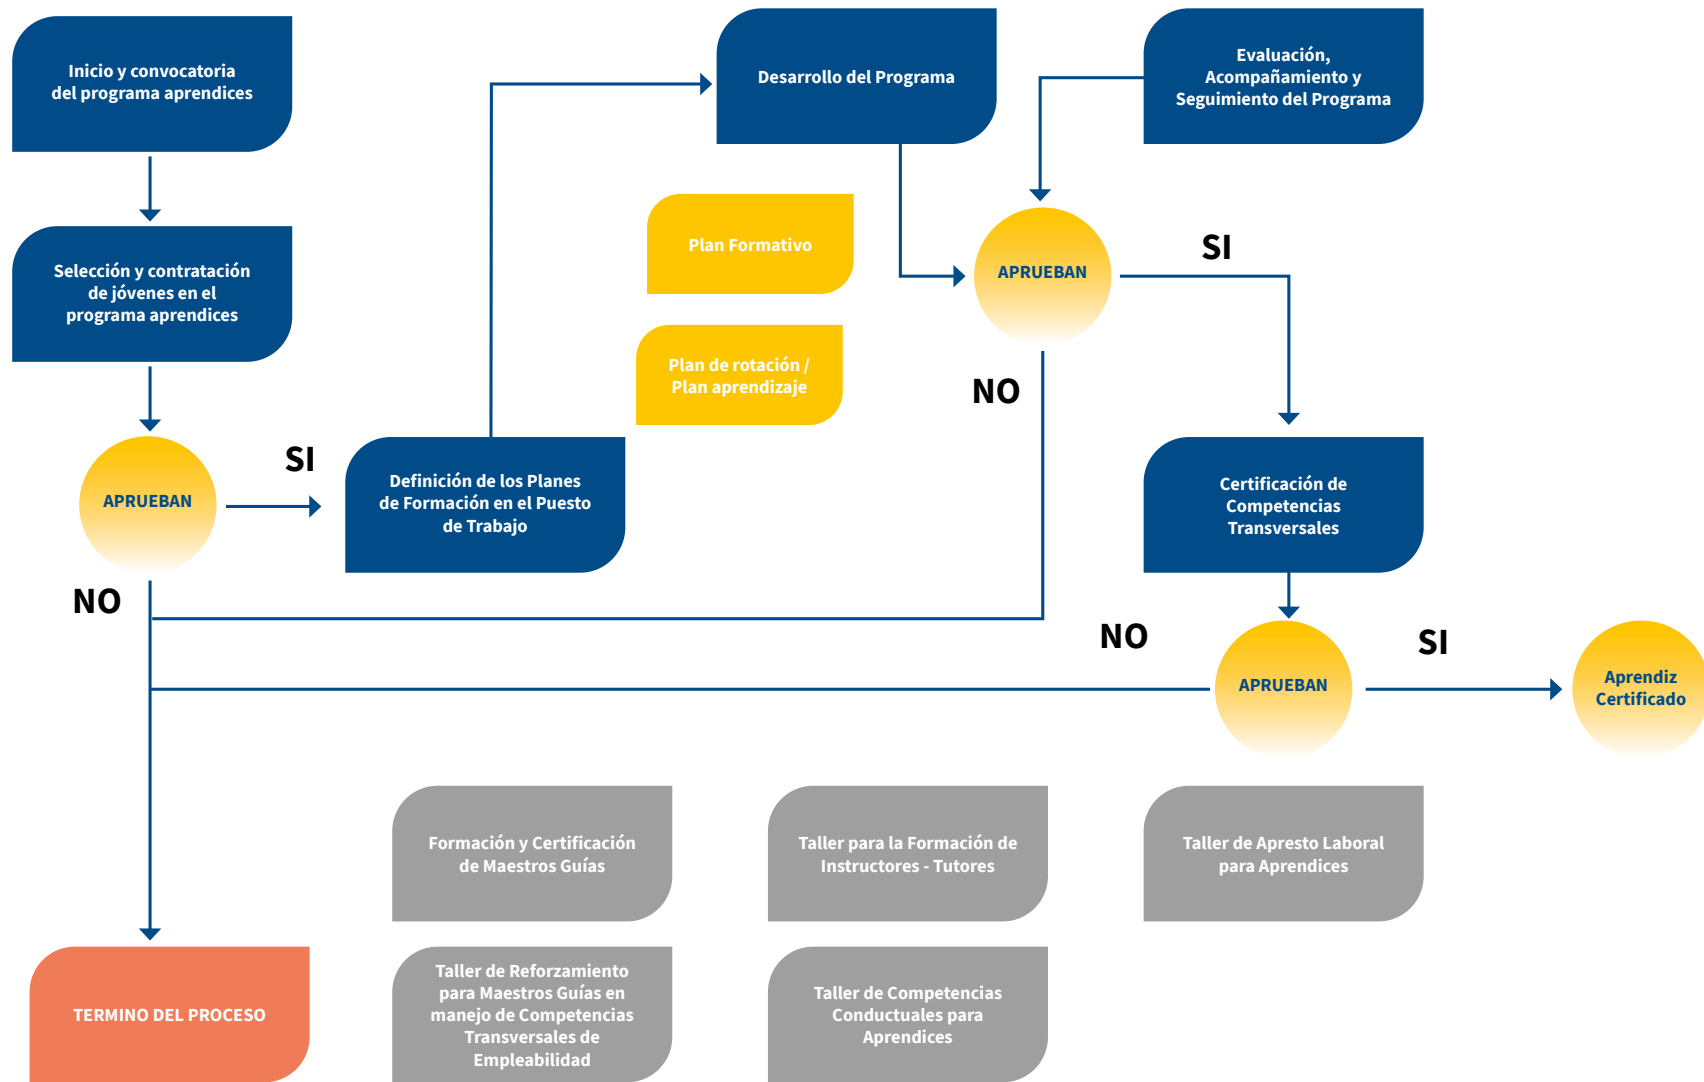 Inicio y convocatoria
del programa aprendices
Desarrollo del Programa
Evaluación,
Acompañamiento y
Seguimiento del Programa
Selección y contratación
de jóvenes en el
programa aprendices
Plan Formativo
APRUEBAN
SI
Plan de rotación /
Plan aprendizaje
NO
APRUEBAN
SI
Definición de los Planes
de Formación en el Puesto
de Trabajo
Certificación de
Competencias
Transversales
NO
NO
APRUEBAN
SI
Aprendiz
Certificado
Formación y Certificación
de Maestros Guías
Taller para la Formación de
Instructores - Tutores
Taller de Apresto Laboral
para Aprendices
TERMINO DEL PROCESO
Taller de Reforzamiento
para Maestros Guías en
manejo de Competencias
Transversales de
Empleabilidad
Taller de Competencias
Conductuales para
Aprendices